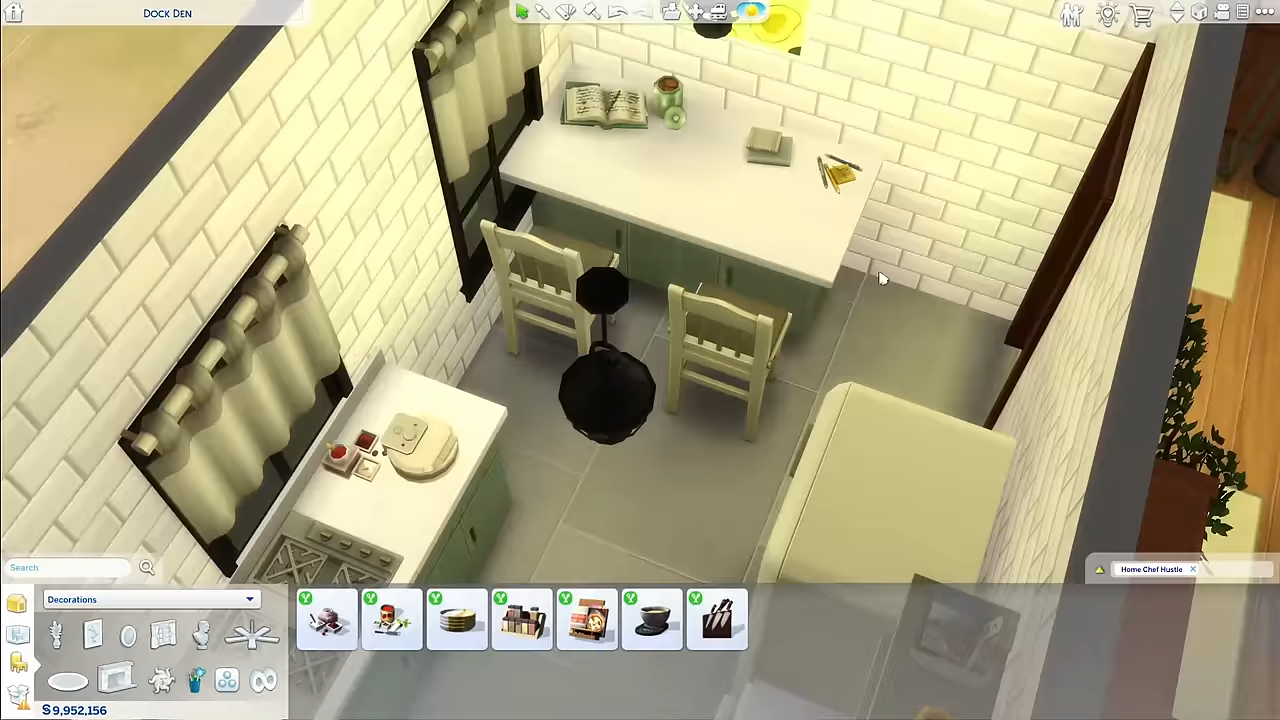 Dock Den
Search
Home Chef Hustle
Decorations
$9,952,156